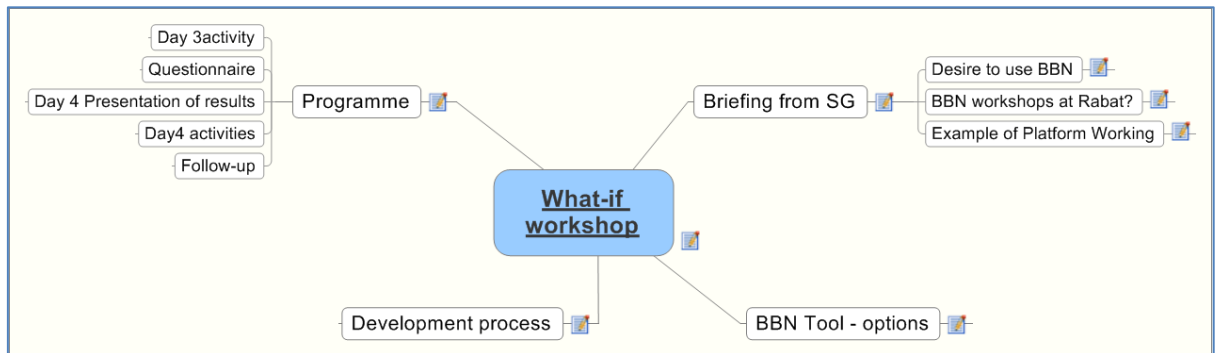 What-if
workshop
Programme
Day 3activity
Questionnaire
Day 4 Presentation of results
Day4 activities
Follow-up
Briefing from SG
Desire to use BBN
BBN workshops at Rabat?
Example of Platform Working
Development process
BBN Tool - options